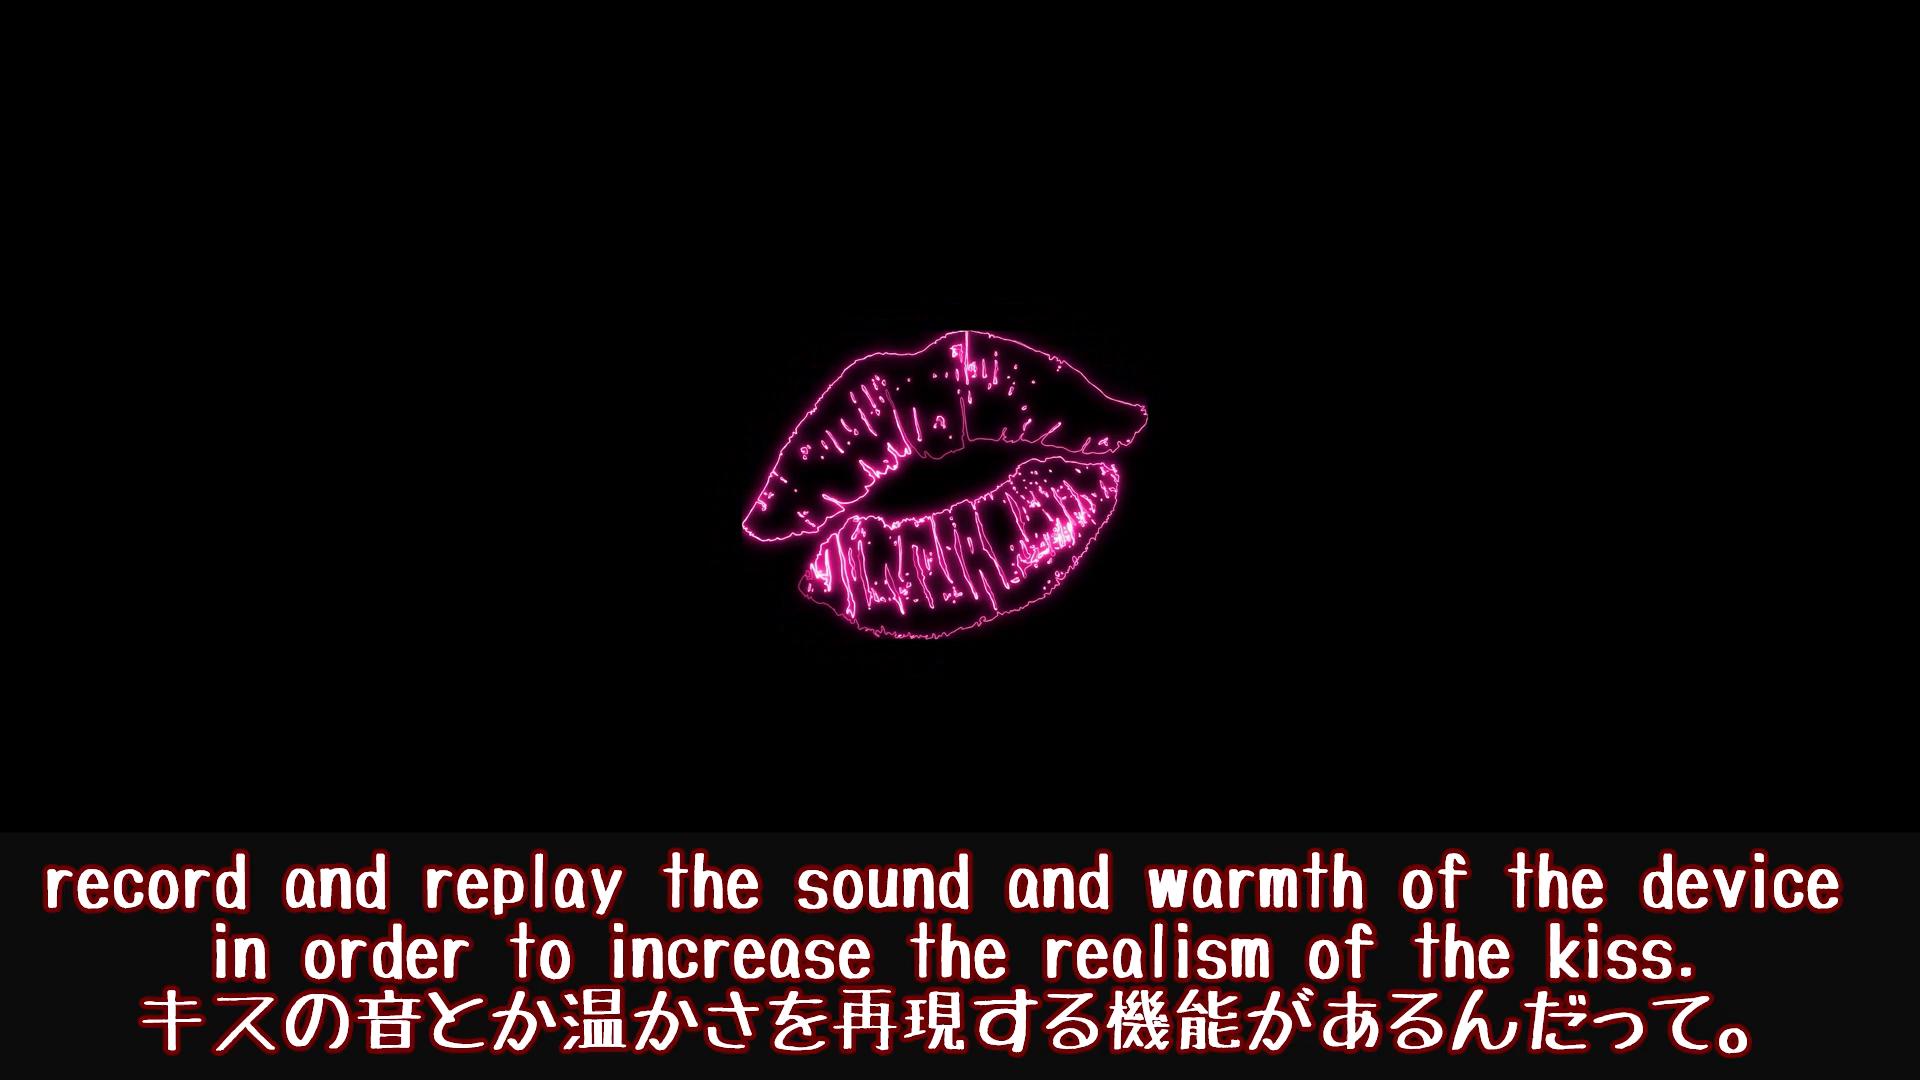 record and replay the sound and warmth of the device
in order to increase the realism of the kiss.
キスの音とか温かさを再現する機能があるんだって。